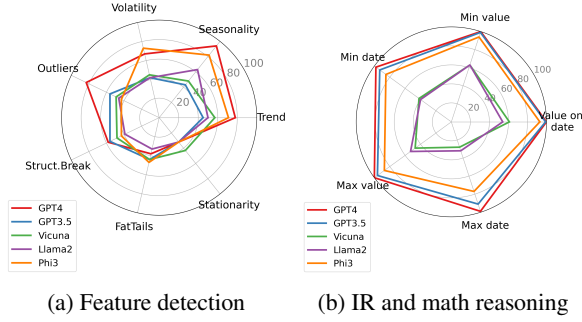 Volatility
Seasonality
Outliers
100
80
60
40
20
Trend
Struct.Break
FatTails
Stationarity
GPT4
GPT3.5
Vicuna
Llama2
Phi3
(a) Feature detection
Min value
Min date
100
80
60
40
20
Value on
date
Max value
Max date
GPT4
GPT3.5
Vicuna
Llama2
Phi3
(b) IR and math reasoning